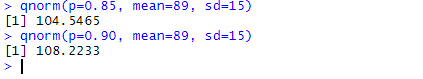 > qnorm(p=0.85, mean=89, sd=15)
[1] 104.5465
> qnorm(p=0.90, mean=89, sd=15)
[1] 108.2233
>